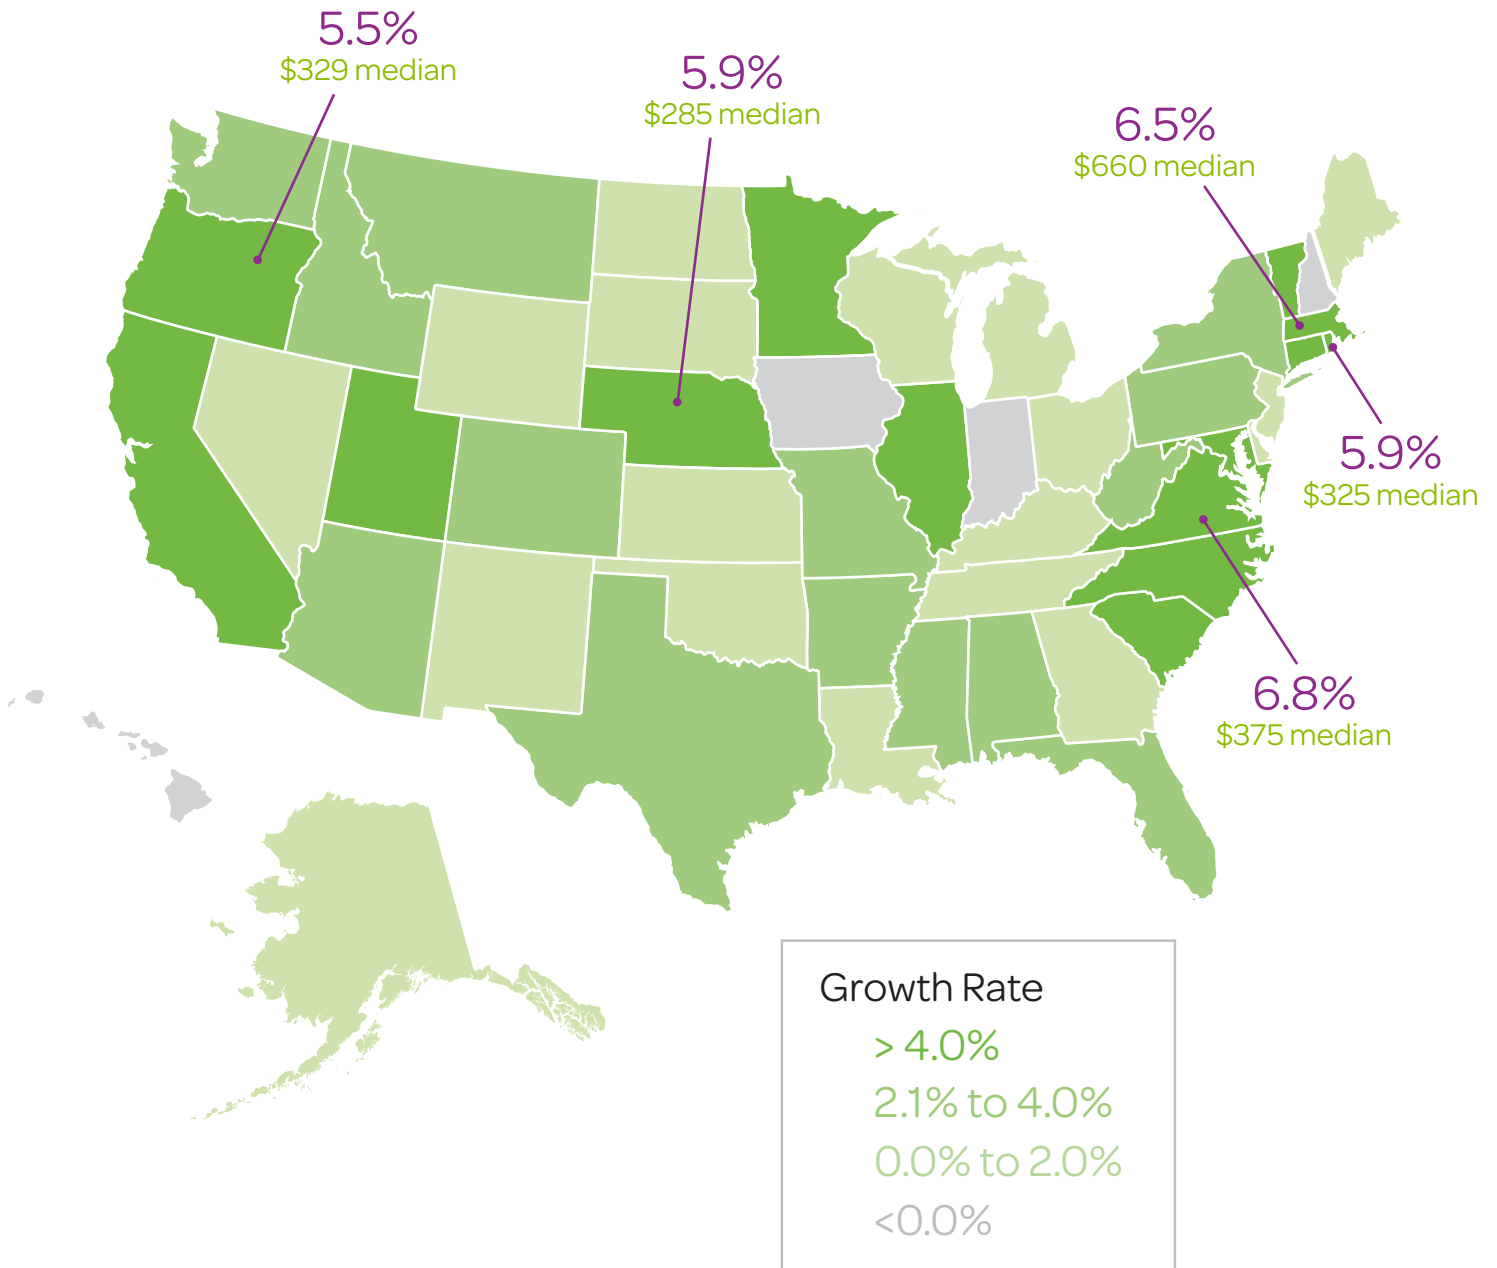 5.5%
$329 median
5.9%
$285 median
6.5%
$660 median
5.9%
$325 median
6.8%
$375 median
Growth Rate
> 4.0%
2.1% to 4.0%
0.0% to 2.0%
<0.0%